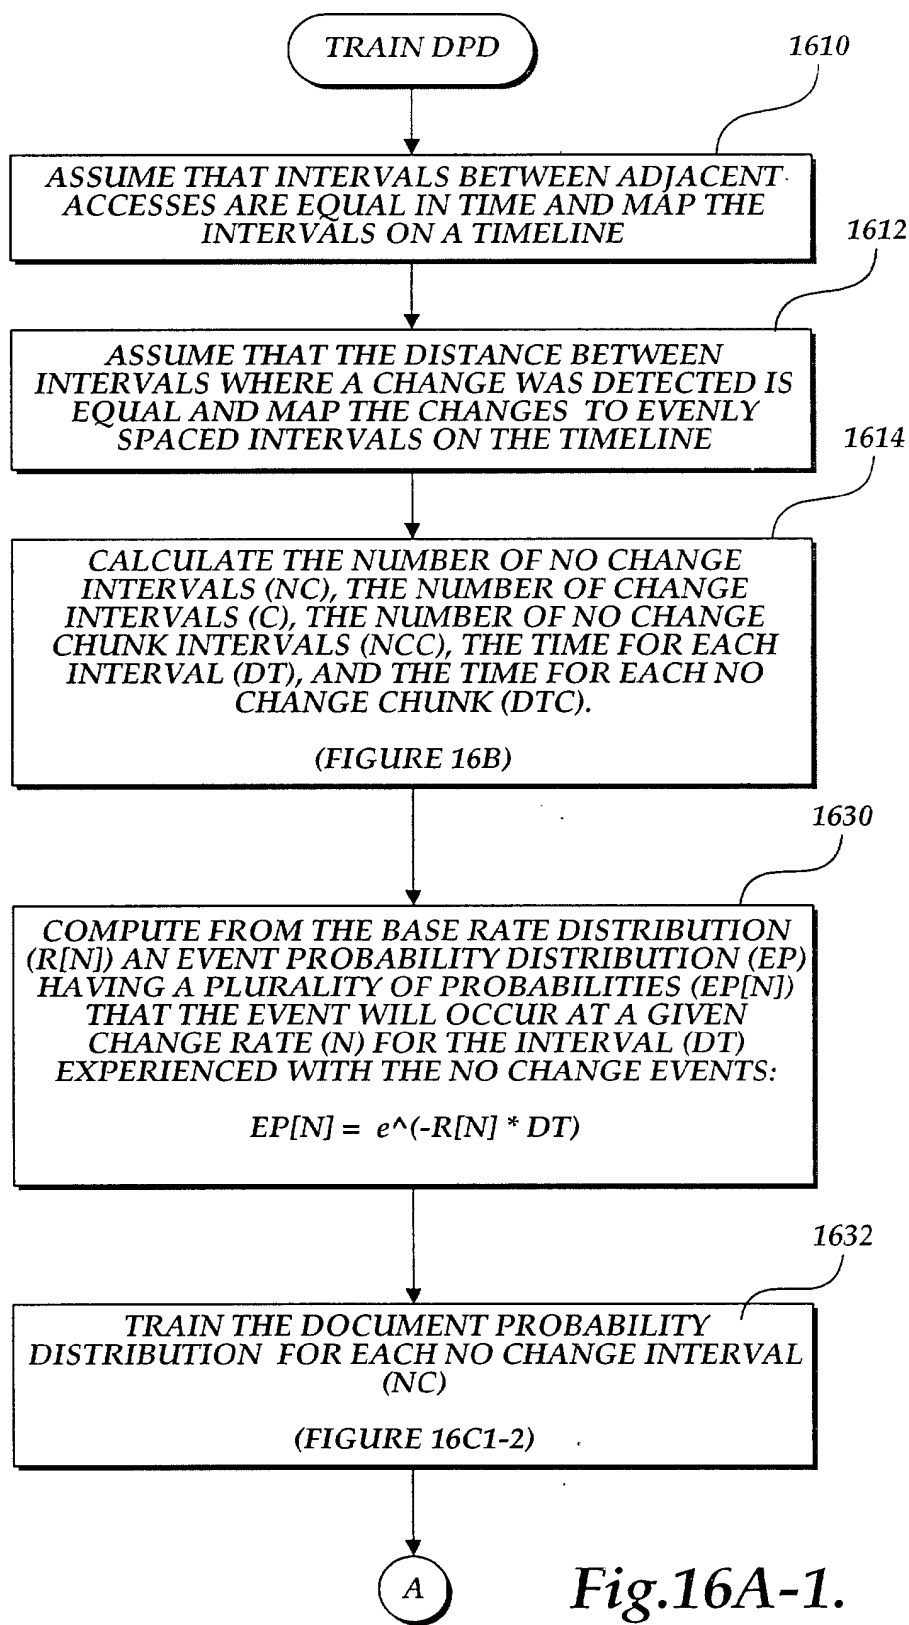 TRAIN DPD
1610
ASSUME THAT INTERVALS BETWEEN ADJACENT
ACCESSES ARE EQUAL IN TIME AND MAP THE
INTERVALS ON A TIMELINE
1612
ASSUME THAT THE DISTANCE BETWEEN
INTERVALS WHERE A CHANGE WAS DETECTED IS
EQUAL AND MAP THE CHANGES TO EVENLY
SPACED INTERVALS ON THE TIMELINE
1614
CALCULATE THE NUMBER OF NO CHANGE
INTERVALS (NC), THE NUMBER OF CHANGE
INTERVALS (C), THE NUMBER OF NO CHANGE
CHUNK INTERVALS (NCC), THE TIME FOR EACH
INTERVAL (DT), AND THE TIME FOR EACH NO
CHANGE CHUNK (DTC).
(FIGURE 16B)
1630
COMPUTE FROM THE BASE RATE DISTRIBUTION
(R[N]) AN EVENT PROBABILITY DISTRIBUTION (EP)
HAVING A PLURALITY OF PROBABILITIES (EP[N])
THAT THE EVENT WILL OCCUR AT A GIVEN
CHANGE RATE (N) FOR THE INTERVAL (DT)
EXPERIENCED WITH THE NO CHANGE EVENTS:
EP[N] = e^(-R[N] * DT)
1632
TRAIN THE DOCUMENT PROBABILITY
DISTRIBUTION FOR EACH NO CHANGE INTERVAL
(NC)
(FIGURE 16C1-2)
A
Fig.16A-1.